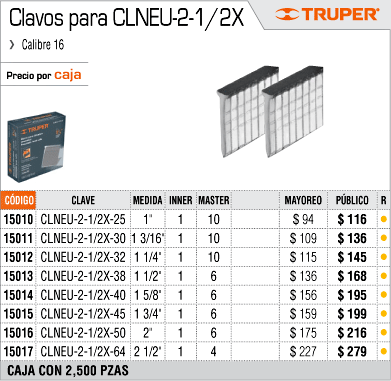 Clavos para CLNEU-2-1/2X
TRUPER®
› Calibre 16
Precio por caja
TRUPER
CÓDIGO CLAVE MEDIDA INNER MASTER MAYOREO PÚBLICO R
15010 CLNEU-2-1/2X-25 1" 1 10 $ 94 $ 116 ●
15011 CLNEU-2-1/2X-30 1 3/16" 1 10 $ 109 $ 136 ●
15012 CLNEU-2-1/2X-32 1 1/4" 1 10 $ 115 $ 145 ●
15013 CLNEU-2-1/2X-38 1 1/2" 1 6 $ 136 $ 168 ●
15014 CLNEU-2-1/2X-40 1 5/8" 1 6 $ 156 $ 195 ●
15015 CLNEU-2-1/2X-45 1 3/4" 1 6 $ 159 $ 199 ●
15016 CLNEU-2-1/2X-50 2" 1 6 $ 175 $ 216 ●
15017 CLNEU-2-1/2X-64 2 1/2" 1 4 $ 227 $ 279 ●
CAJA CON 2,500 PZAS